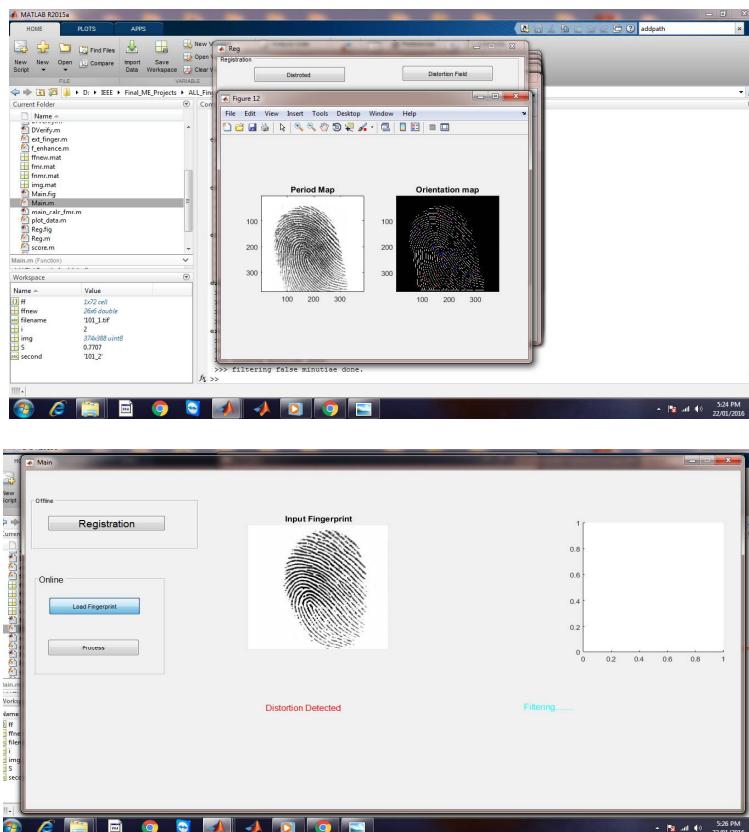 MATLAB R2015a
HOME PLOTS APPS
addpath
New Script
New
Open
Find Files
Compare
Import Data
Save Workspace
New V
Open
Clear
FILE
VARIABLE
D: IEEE Final_ME_Projects ALL_Fin
Current Folder
Name
DVerify.m
ext_finger.m
f_enhance.m
ffnew.mat
fmr.mat
fnmr.mat
img.mat
Main.fig
Main.m
main_calc_fmr.m
plot_data.m
Reg.fig
Reg.m
score.m
Main.m (Function)
Workspace
Name Value
ff 1x72 cell
ffnew 26x6 double
filename '101_1.tif'
i 2
img 374x388 uint8
S 0.7707
second '101_2'
Reg
Registration
Distroted
Distortion Field
Figure 12
File Edit View Insert Tools Desktop Window Help
Period Map
Orientation map
100
200
300
100 200 300
100
200
300
100 200 300
>>> filtering false minutiae done.
fx >>
5:24 PM
22/01/2016
Main
Offline
Registration
Online
Load Fingerprint
Process
Input Fingerprint
Distortion Detected
1
0.8
0.6
0.4
0.2
0
0 0.2 0.4 0.6 0.8 1
Filtering.......
5:26 PM
22/01/2016